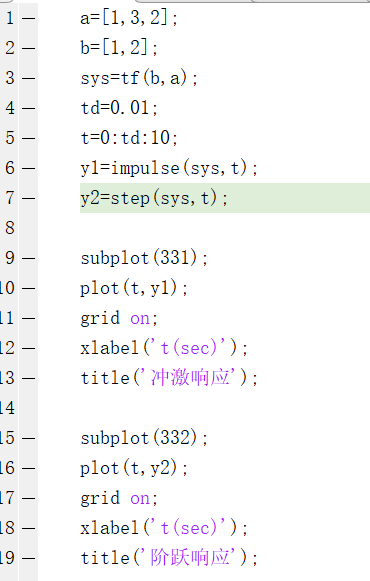 1 — a=[1,3,2];
2 — b=[1,2];
3 — sys=tf(b,a);
4 — td=0.01;
5 — t=0:td:10;
6 — y1=impulse(sys,t);
7 — y2=step(sys,t);
8
9 — subplot(331);
10 — plot(t,y1);
11 — grid on;
12 — xlabel('t(sec)');
13 — title('冲激响应');
14
15 — subplot(332);
16 — plot(t,y2);
17 — grid on;
18 — xlabel('t(sec)');
19 — title('阶跃响应');